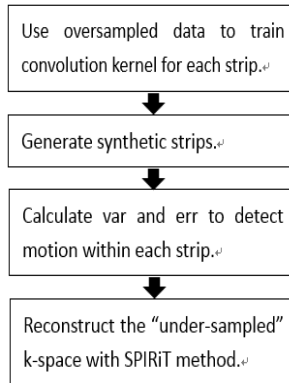 Use oversampled data to train
convolution kernel for each strip.↵
Generate synthetic strips.↵
Calculate var and err to detect
motion within each strip.↵
Reconstruct the “under-sampled”
k-space with SPIRiT method.↵